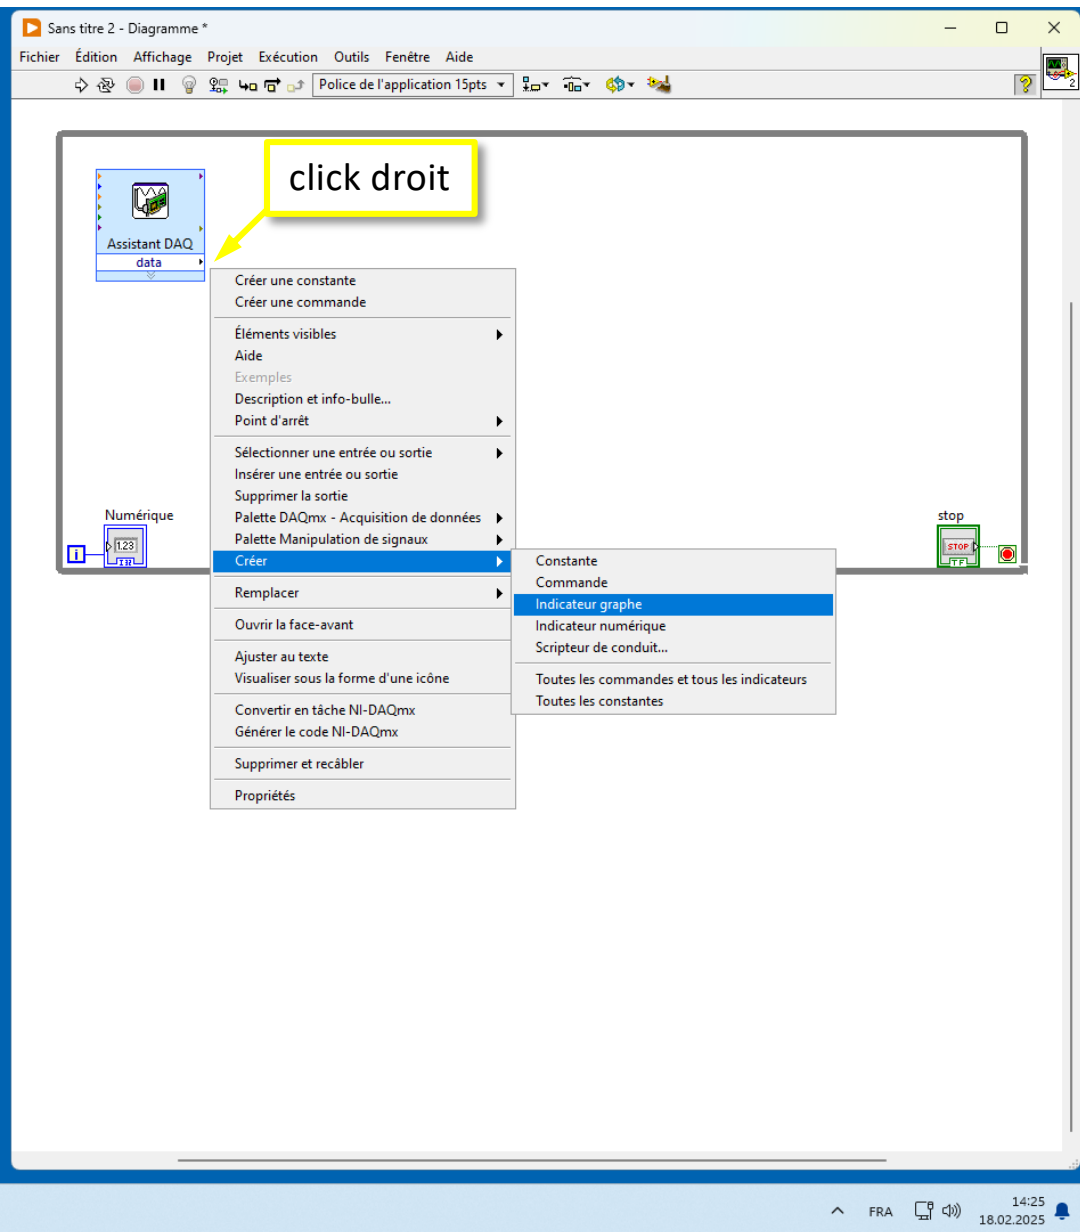 Sans titre 2 - Diagramme *
Fichier Édition Affichage Projet Exécution Outils Fenêtre Aide
Police de l'application 15pts
2
click droit
Assistant DAQ
data
Créer une constante
Créer une commande
Éléments visibles
Aide
Exemples
Description et info-bulle...
Point d'arrêt
Sélectionner une entrée ou sortie
Insérer une entrée ou sortie
Supprimer la sortie
Palette DAQmx - Acquisition de données
Palette Manipulation de signaux
Créer
Remplacer
Ouvrir la face-avant
Ajuster au texte
Visualiser sous la forme d'une icône
Convertir en tâche NI-DAQmx
Générer le code NI-DAQmx
Supprimer et recâbler
Propriétés
Constante
Commande
Indicateur graphe
Indicateur numérique
Scripteur de conduit...
Toutes les commandes et tous les indicateurs
Toutes les constantes
Numérique
i
1.23
stop
STOP
TF
FRA
14:25
18.02.2025